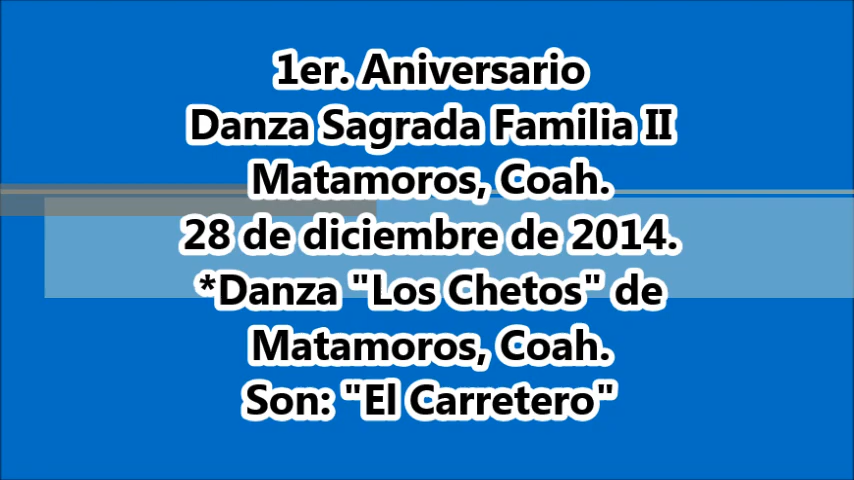 1er. Aniversario
Danza Sagrada Familia II
Matamoros, Coah.
28 de diciembre de 2014.
*Danza "Los Chetos" de
Matamoros, Coah.
Son: "El Carretero"